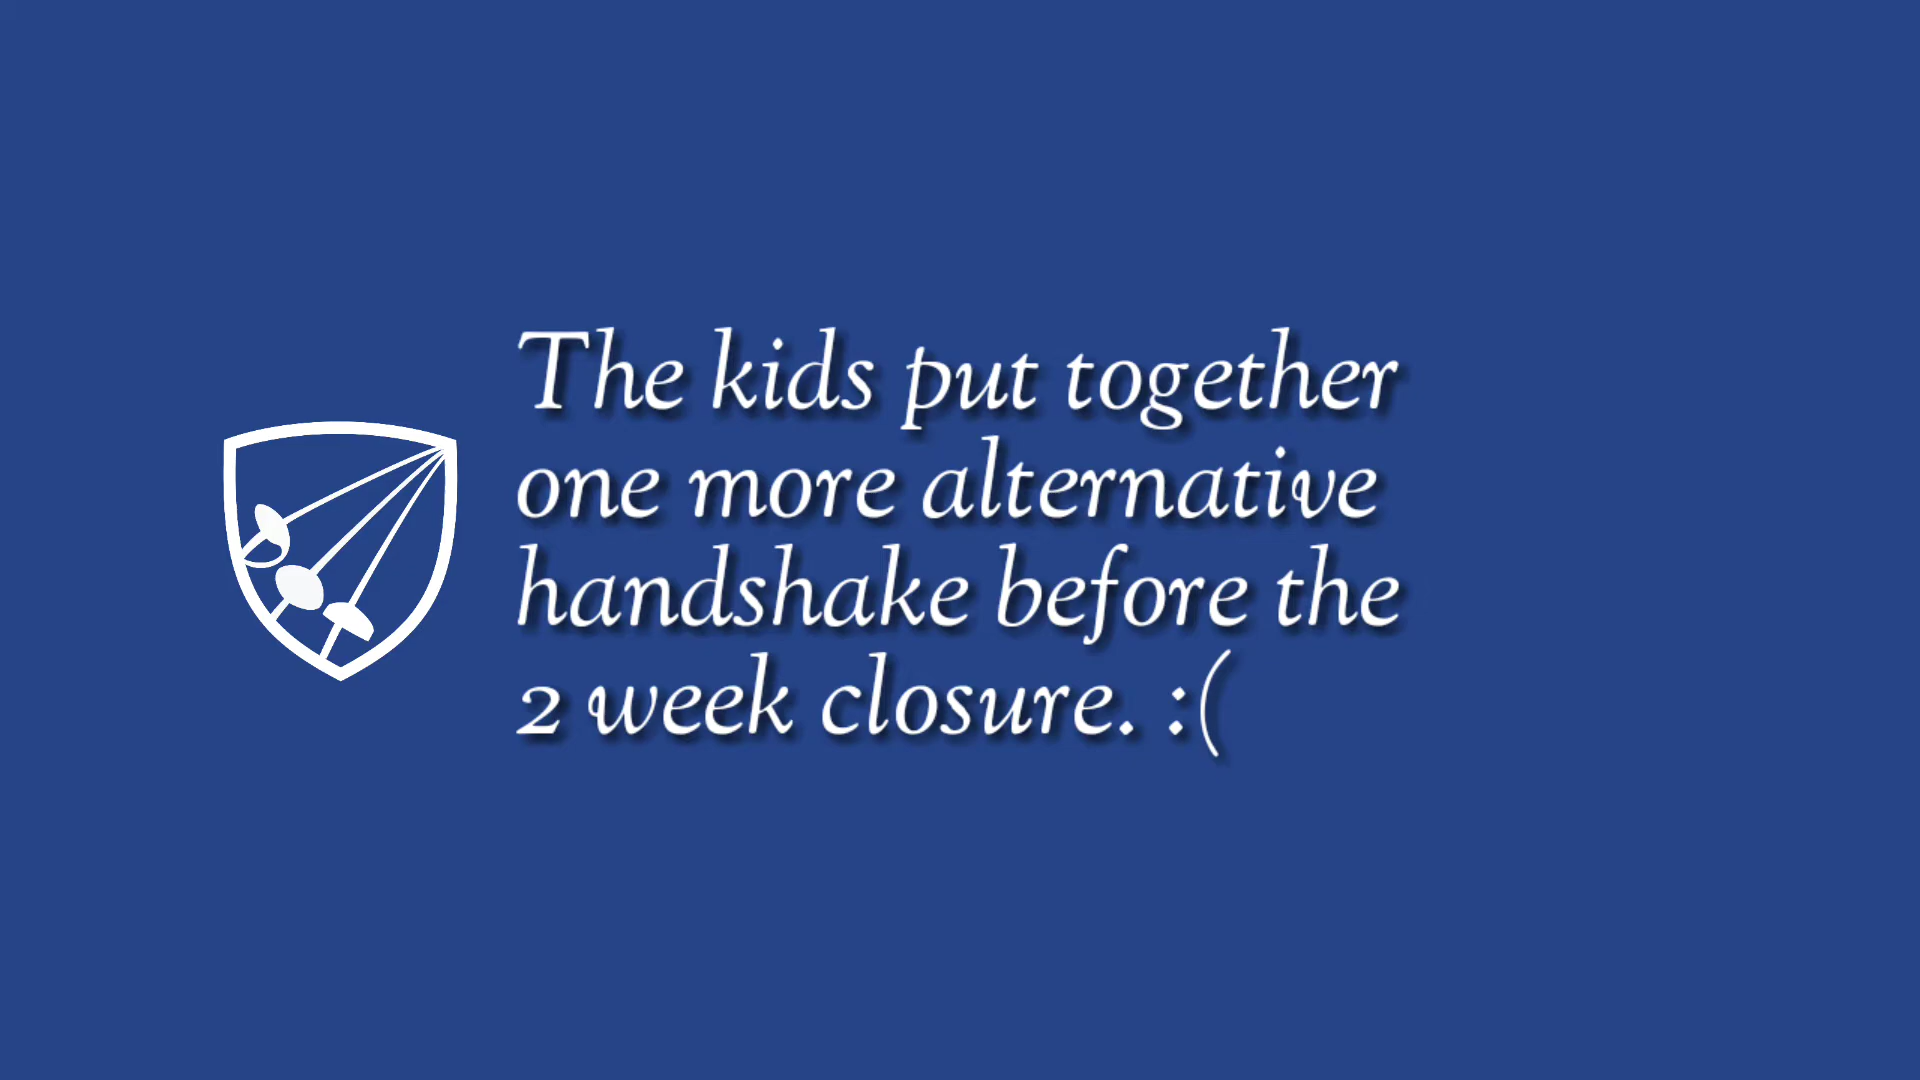 The kids put together
one more alternative
handshake before the
2 week closure. :(